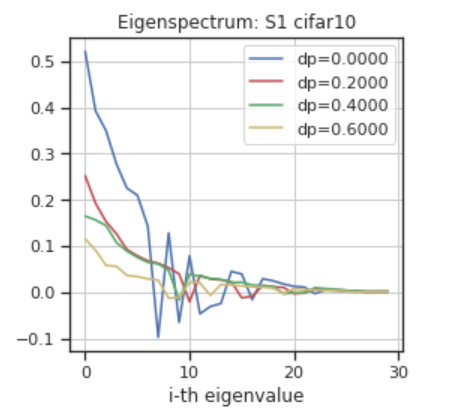 Eigenspectrum: S1 cifar10
0.5
0.4
0.3
0.2
0.1
0.0
−0.1
dp=0.0000
dp=0.2000
dp=0.4000
dp=0.6000
0 10 20 30
i-th eigenvalue